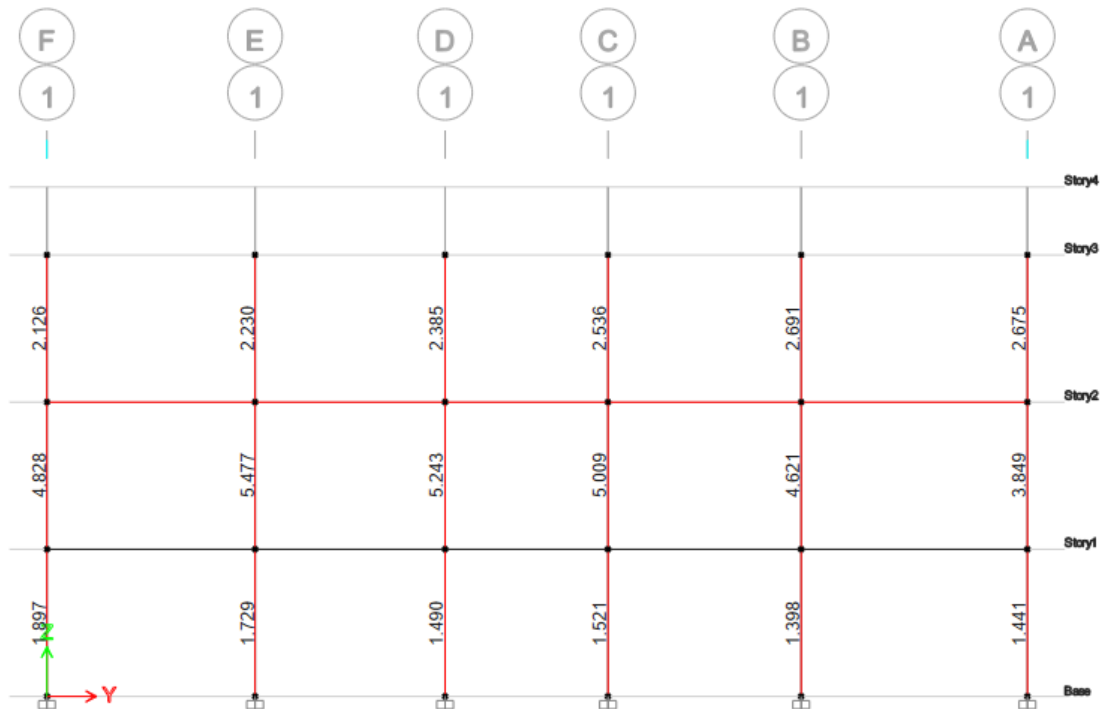 F E D C B A
1 1 1 1 1 1
Story4
Story3
2.126 2.230 2.385 2.536 2.691 2.675
Story2
4.828 5.477 5.243 5.009 4.621 3.849
Story1
1.897 1.729 1.490 1.521 1.398 1.441
Z
Y
Base